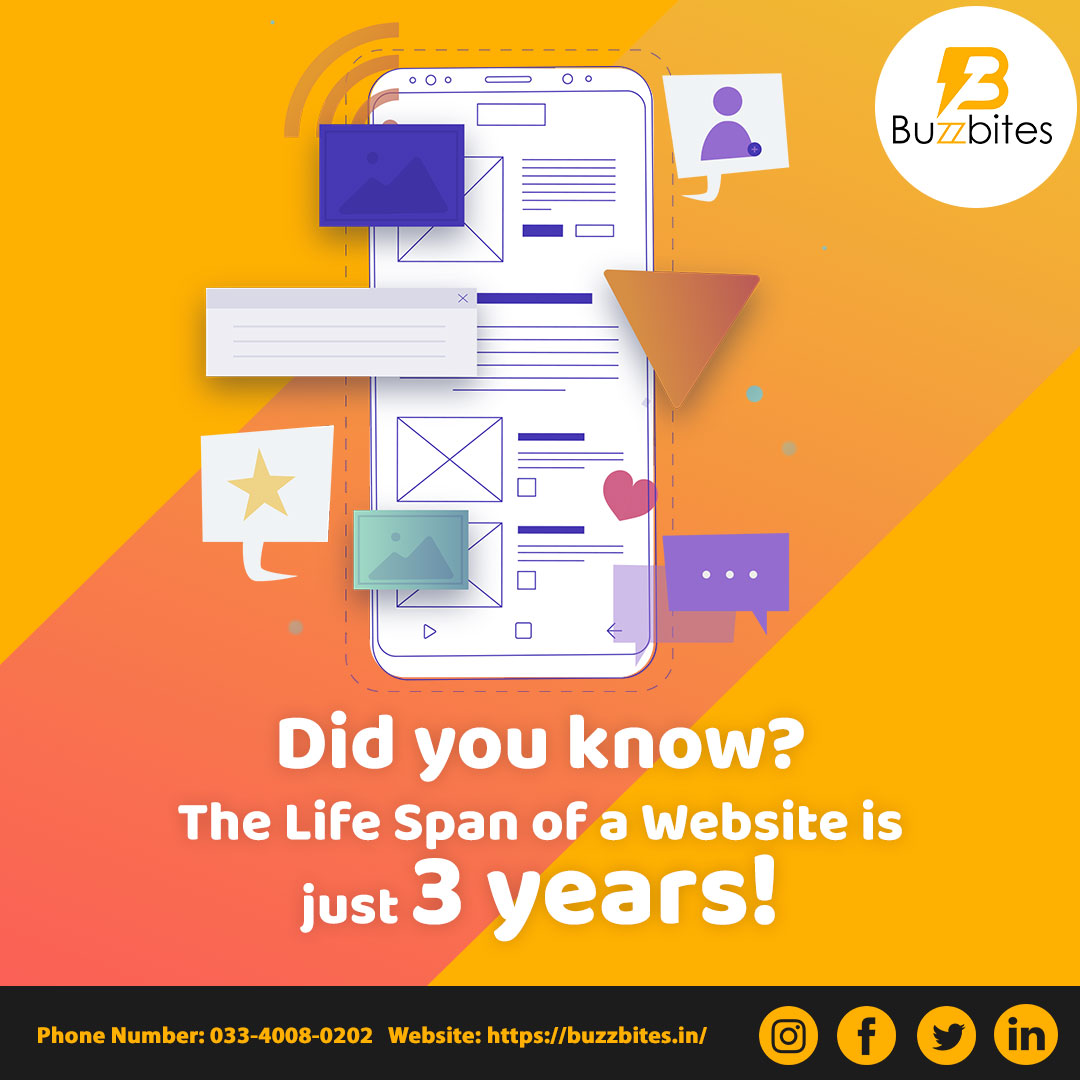 Buzzbites
Did you know?
The Life Span of a Website is
just 3 years!
Phone Number: 033-4008-0202 Website: https://buzzbites.in/